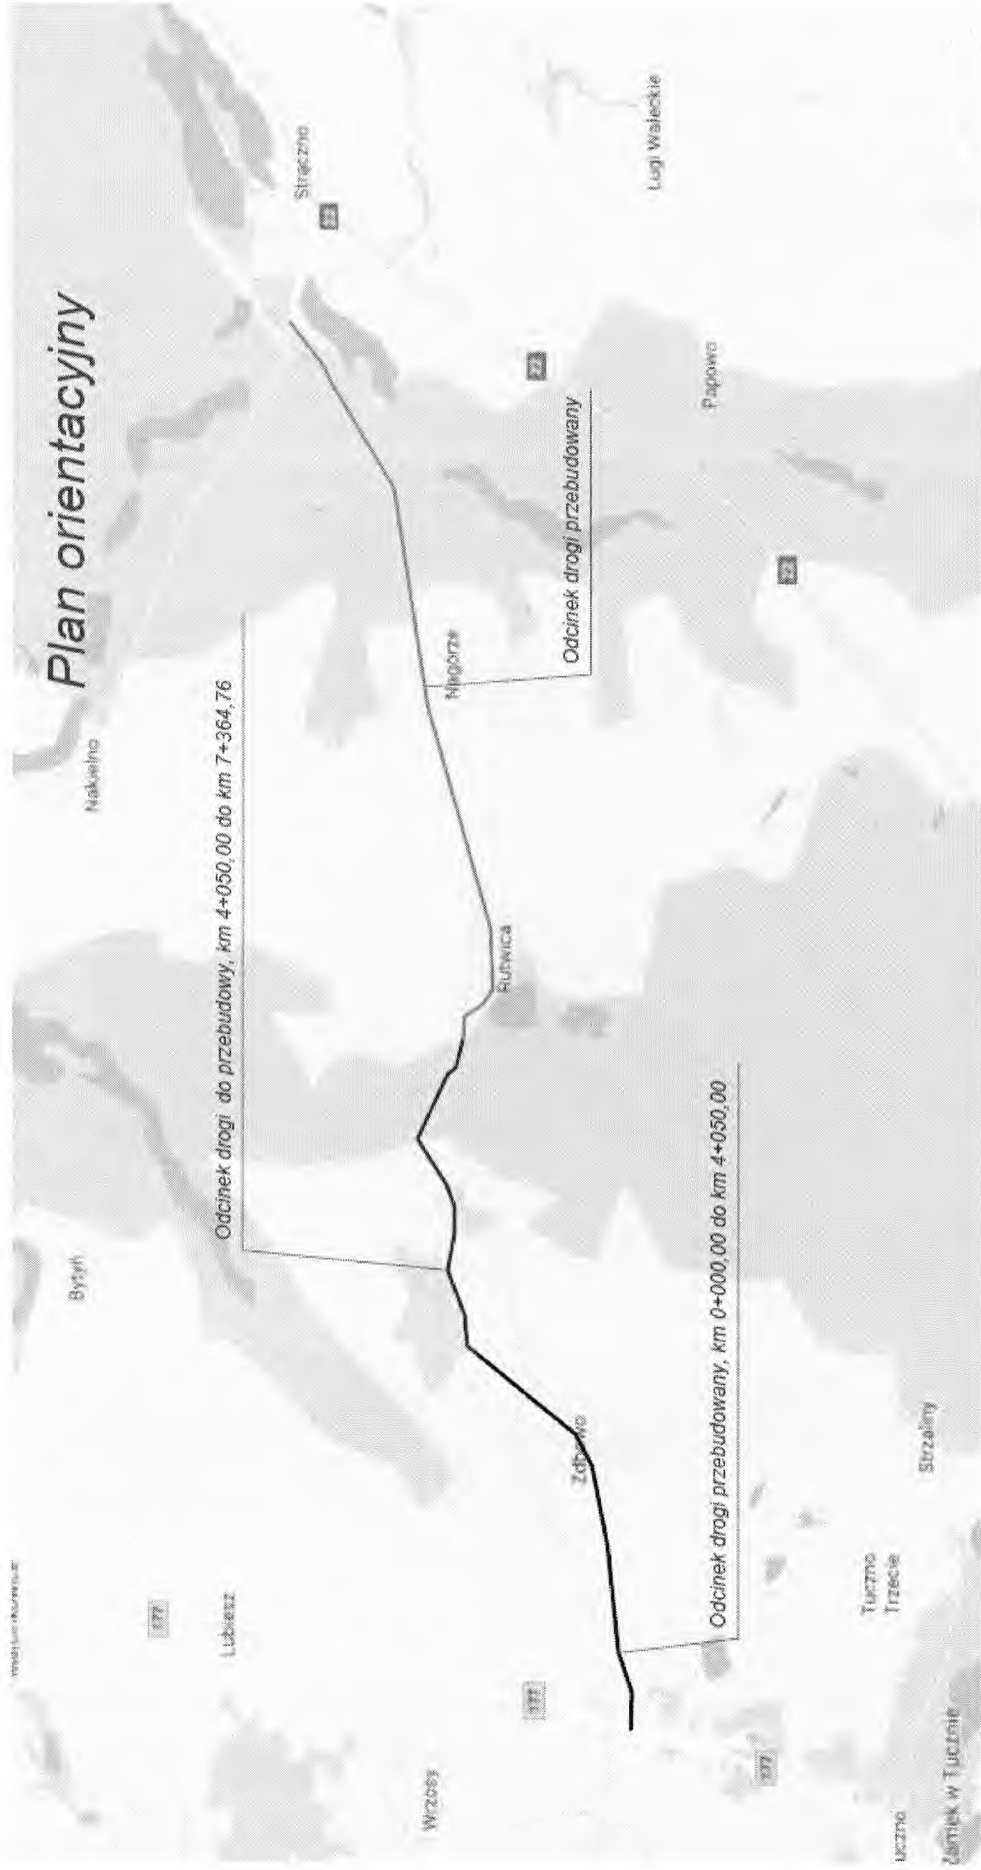 Plan orientacyjny
Nakielno
Bytyń
177
Lubiesz
Strączno
22
Odcinek drogi do przebudowy, km 4+050,00 do km 7+364,76
Nagórze
Rutwica
Zdbowo
177
Wrzosy
Ługi Wałeckie
22
Papowo
Odcinek drogi przebudowany
22
Odcinek drogi przebudowany, km 0+000,00 do km 4+050,00
Strzaliny
Tuczno
Trzecie
177
uczno
Zamek w Tucznie